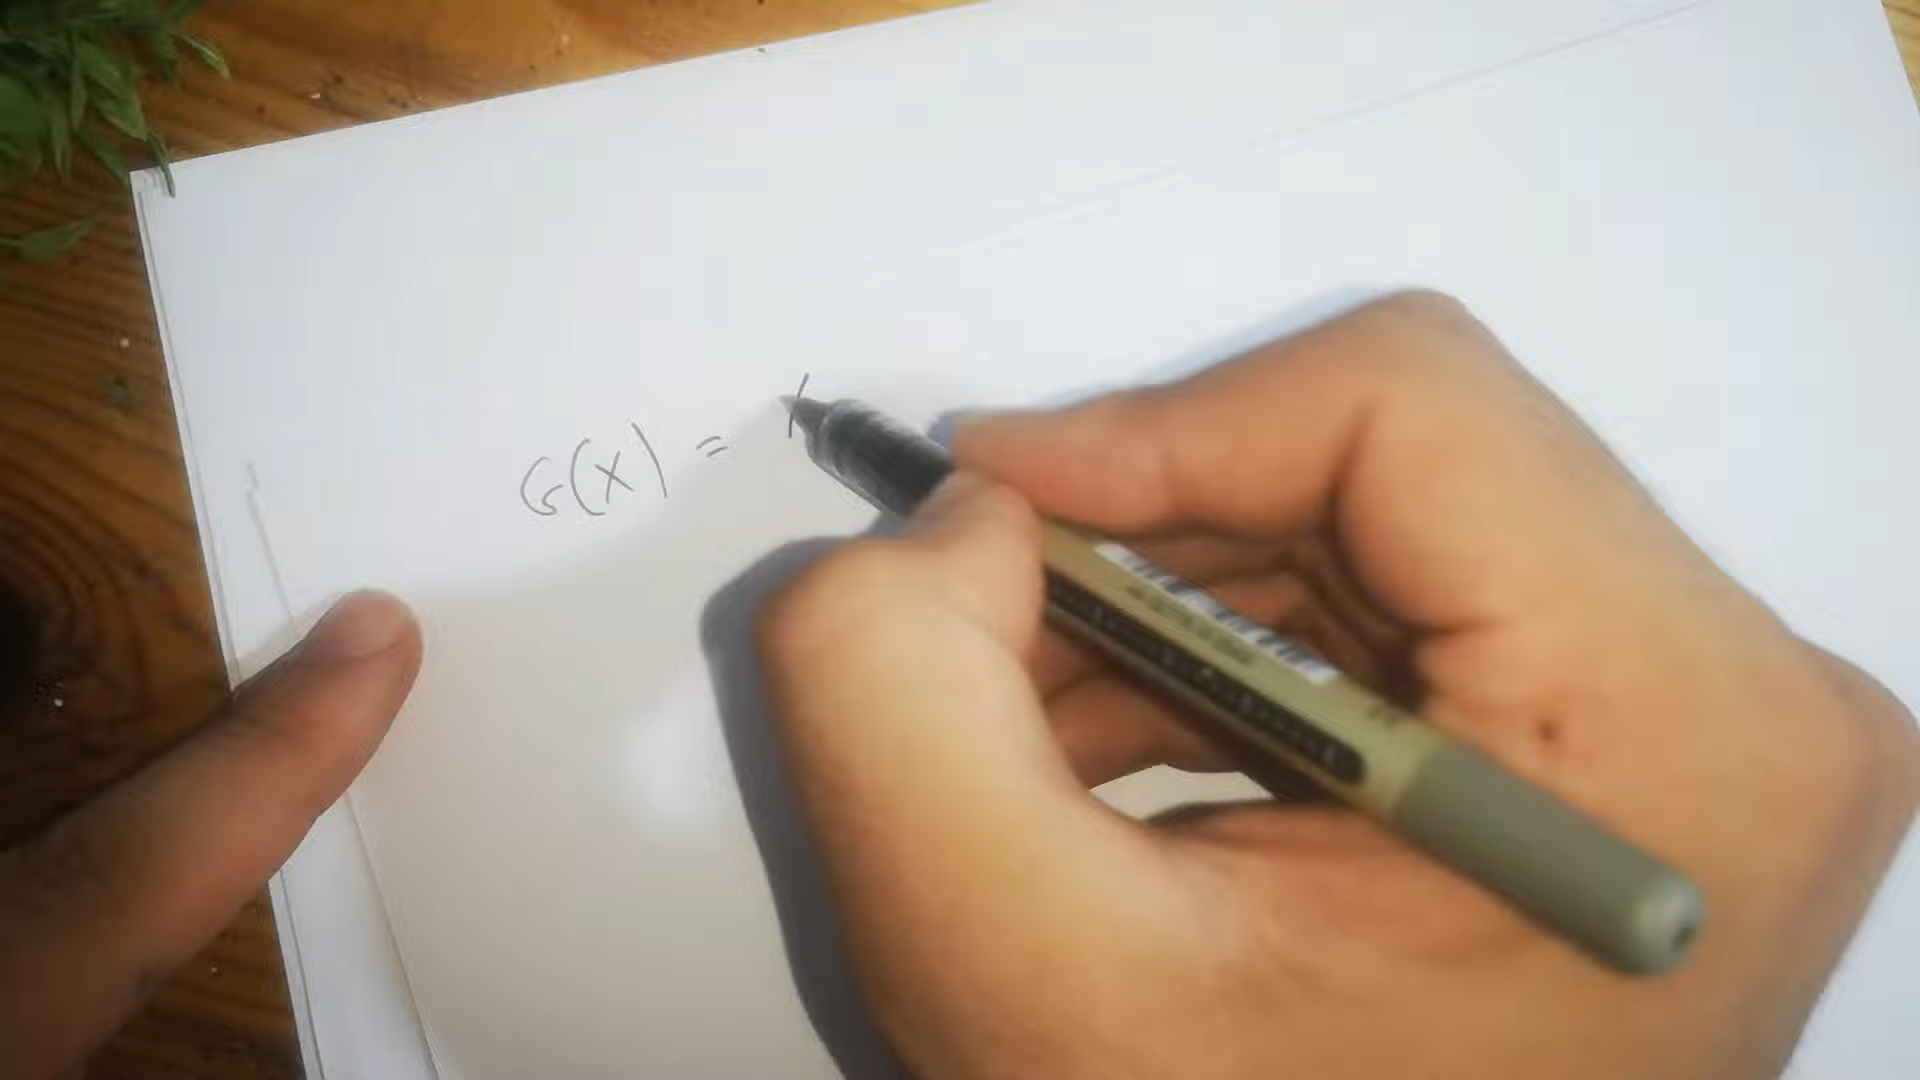 G(x) =